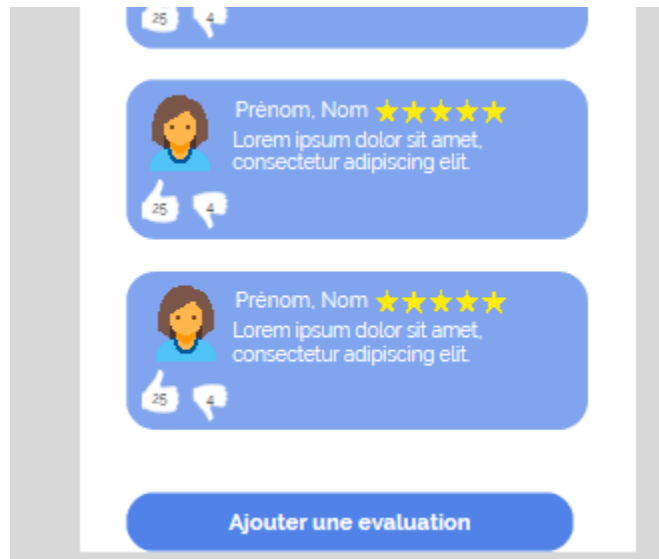 25 4
Prénom, Nom
Lorem ipsum dolor sit amet,
consectetur adipiscing elit.
25 4
Prénom, Nom
Lorem ipsum dolor sit amet,
consectetur adipiscing elit.
25 4
Ajouter une evaluation